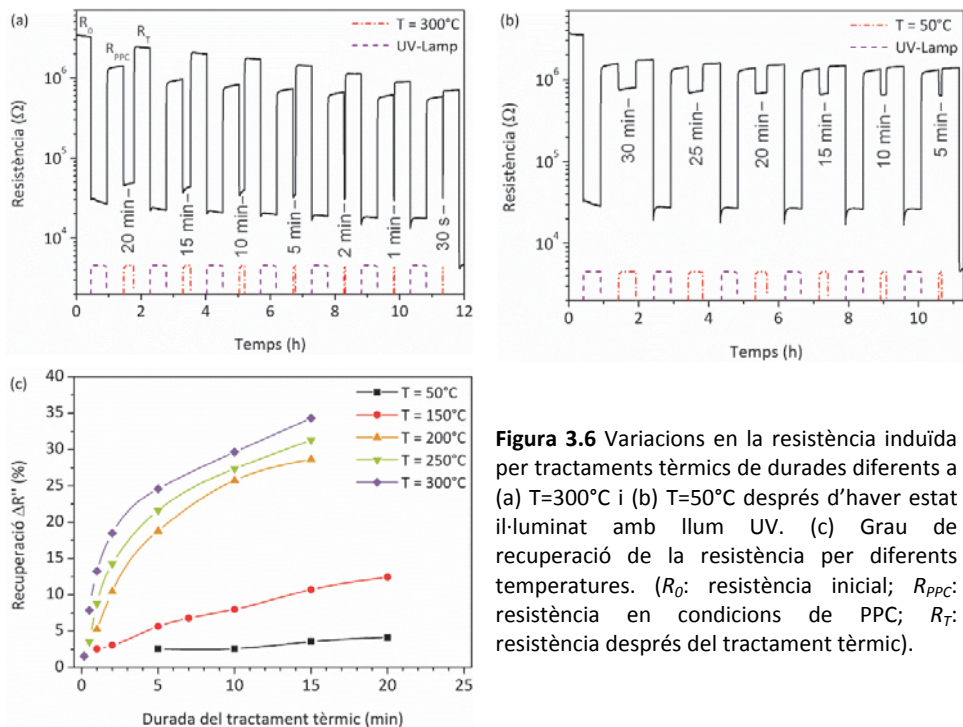 (a)
R0
RPPC
RT
T = 300°C
UV-Lamp
Resistència (Ω)
10^6
10^5
10^4
20 min
15 min
10 min
5 min
2 min
1 min
30 s
0 2 4 6 8 10 12
Temps (h)
(b)
T = 50°C
UV-Lamp
Resistència (Ω)
10^6
10^5
10^4
30 min
25 min
20 min
15 min
10 min
5 min
0 2 4 6 8 10
Temps (h)
(c)
T = 50°C
T = 150°C
T = 200°C
T = 250°C
T = 300°C
Recuperació ΔR" (%)
40
35
30
25
20
15
10
5
0
0 5 10 15 20 25
Durada del tractament tèrmic (min)
Figura 3.6 Variacions en la resistència induïda
per tractaments tèrmics de durades diferents a
(a) T=300°C i (b) T=50°C després d’haver estat
il·luminat amb llum UV. (c) Grau de
recuperació de la resistència per diferents
temperatures. (R0: resistència inicial; RPPC:
resistència en condicions de PPC; RT:
resistència després del tractament tèrmic).